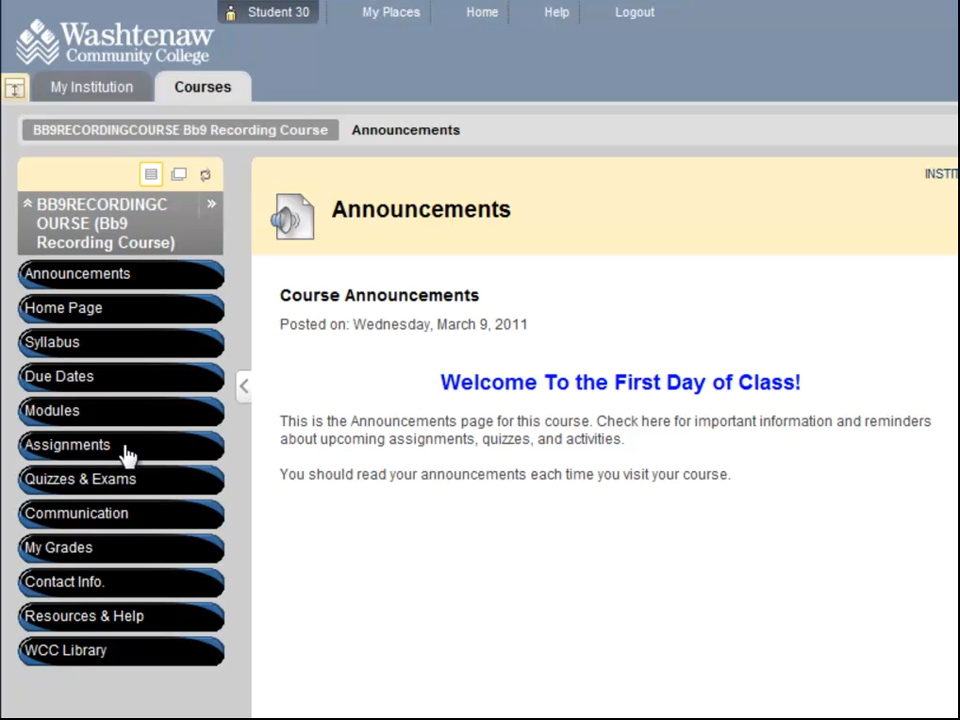 Student 30
My Places
Home
Help
Logout
Washtenaw
Community College
My Institution
Courses
BB9RECORDINGCOURSE Bb9 Recording Course
Announcements
BB9RECORDINGC
OURSE (Bb9
Recording Course)
Announcements
Home Page
Syllabus
Due Dates
Modules
Assignments
Quizzes & Exams
Communication
My Grades
Contact Info.
Resources & Help
WCC Library
INSTIT
Announcements
Course Announcements
Posted on: Wednesday, March 9, 2011
Welcome To the First Day of Class!
This is the Announcements page for this course. Check here for important information and reminders
about upcoming assignments, quizzes, and activities.
You should read your announcements each time you visit your course.